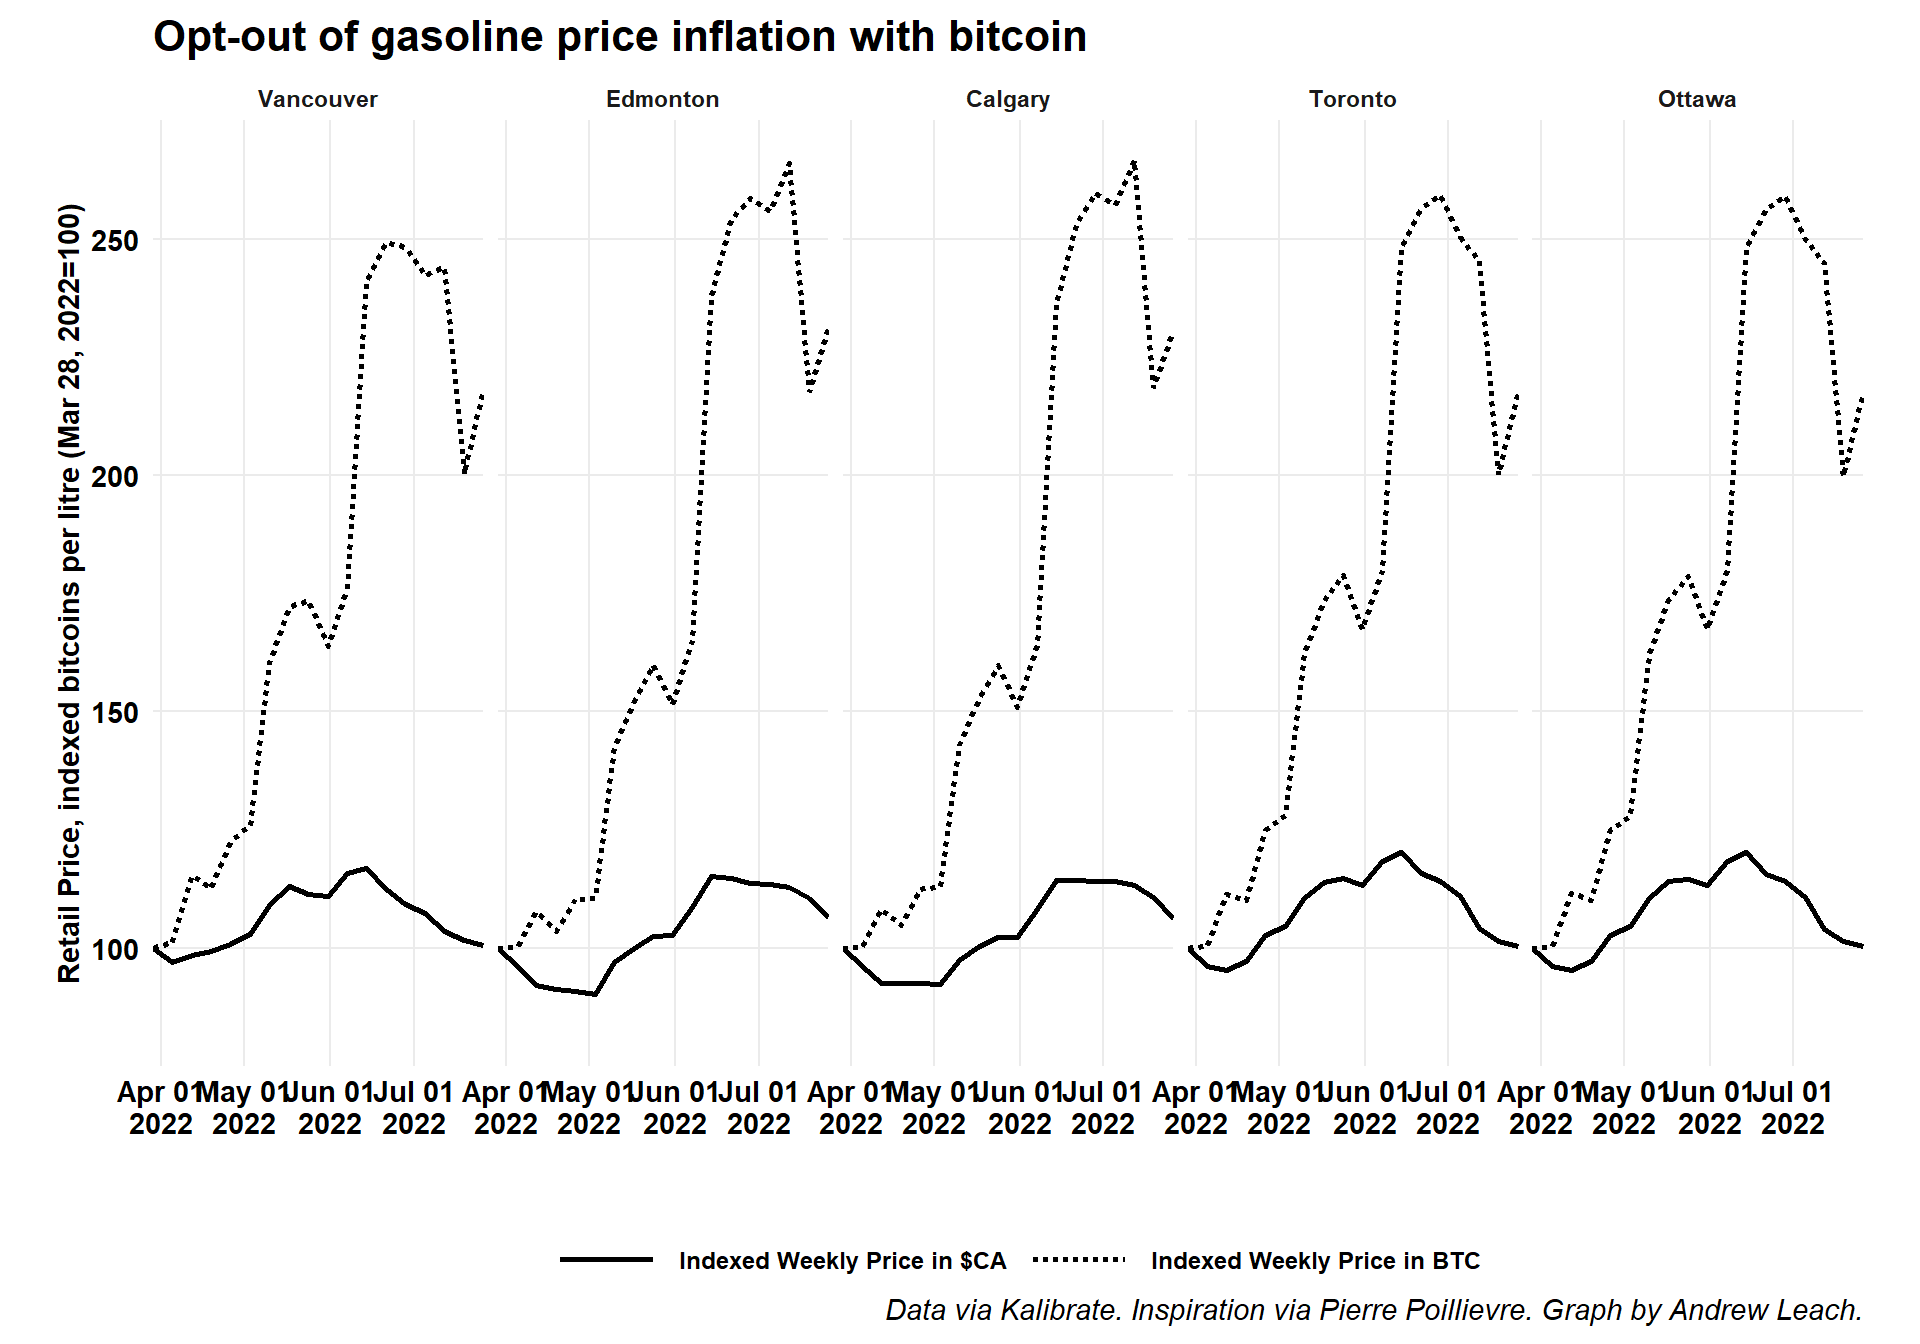 Opt-out of gasoline price inflation with bitcoin
Vancouver Edmonton Calgary Toronto Ottawa
Retail Price, indexed bitcoins per litre (Mar 28, 2022=100)
250
200
150
100
Apr 01 May 01 Jun 01 Jul 01 Apr 01 May 01 Jun 01 Jul 01 Apr 01 May 01 Jun 01 Jul 01 Apr 01 May 01 Jun 01 Jul 01 Apr 01 May 01 Jun 01 Jul 01
2022 2022 2022 2022 2022 2022 2022 2022 2022 2022 2022 2022 2022 2022 2022 2022 2022 2022 2022 2022
Indexed Weekly Price in $CA Indexed Weekly Price in BTC
Data via Kalibrate. Inspiration via Pierre Poillievre. Graph by Andrew Leach.